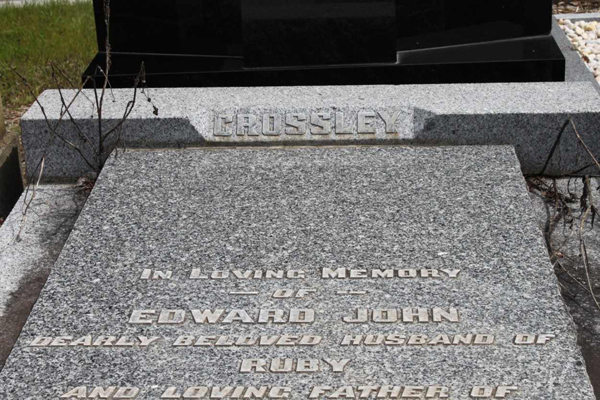 CROSSLEY
IN LOVING MEMORY
— OF —
EDWARD JOHN
DEARLY BELOVED HUSBAND OF
RUBY
AND LOVING FATHER OF